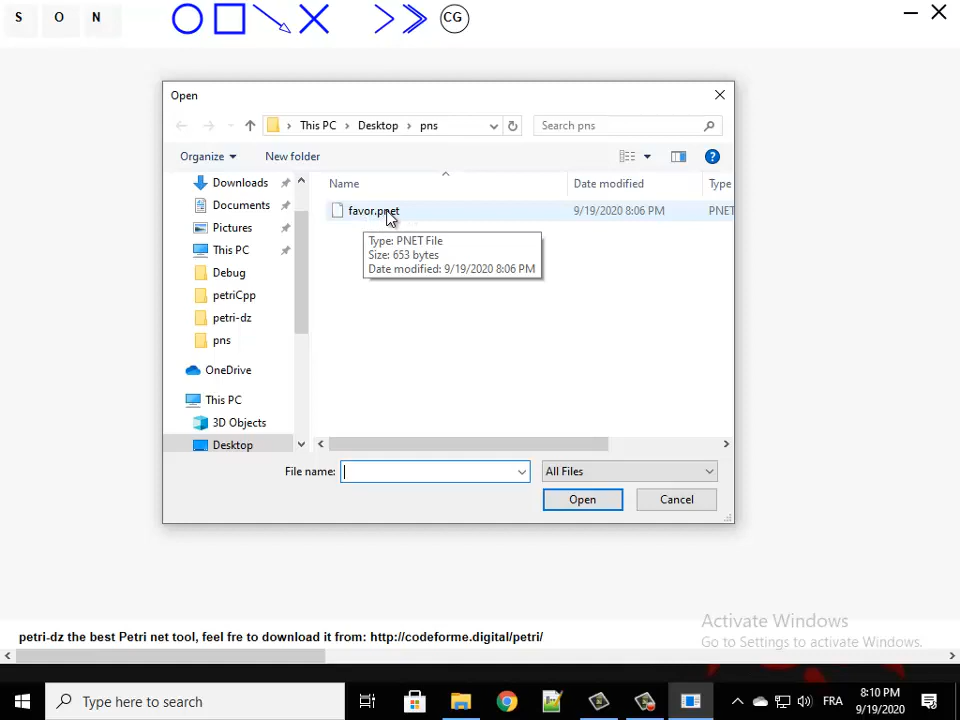 S O N CG
Open
This PC Desktop pns
Search pns
Organize New folder ?
Downloads
Documents
Pictures
This PC
Debug
petriCpp
petri-dz
pns
OneDrive
This PC
3D Objects
Desktop
Name Date modified Type
favor.pnet 9/19/2020 8:06 PM PNET
Type: PNET File
Size: 653 bytes
Date modified: 9/19/2020 8:06 PM
File name: All Files
Open Cancel
Activate Windows
Go to Settings to activate Windows.
petri-dz the best Petri net tool, feel fre to download it from: http://codeforme.digital/petri/
Type here to search
FRA
8:10 PM
9/19/2020